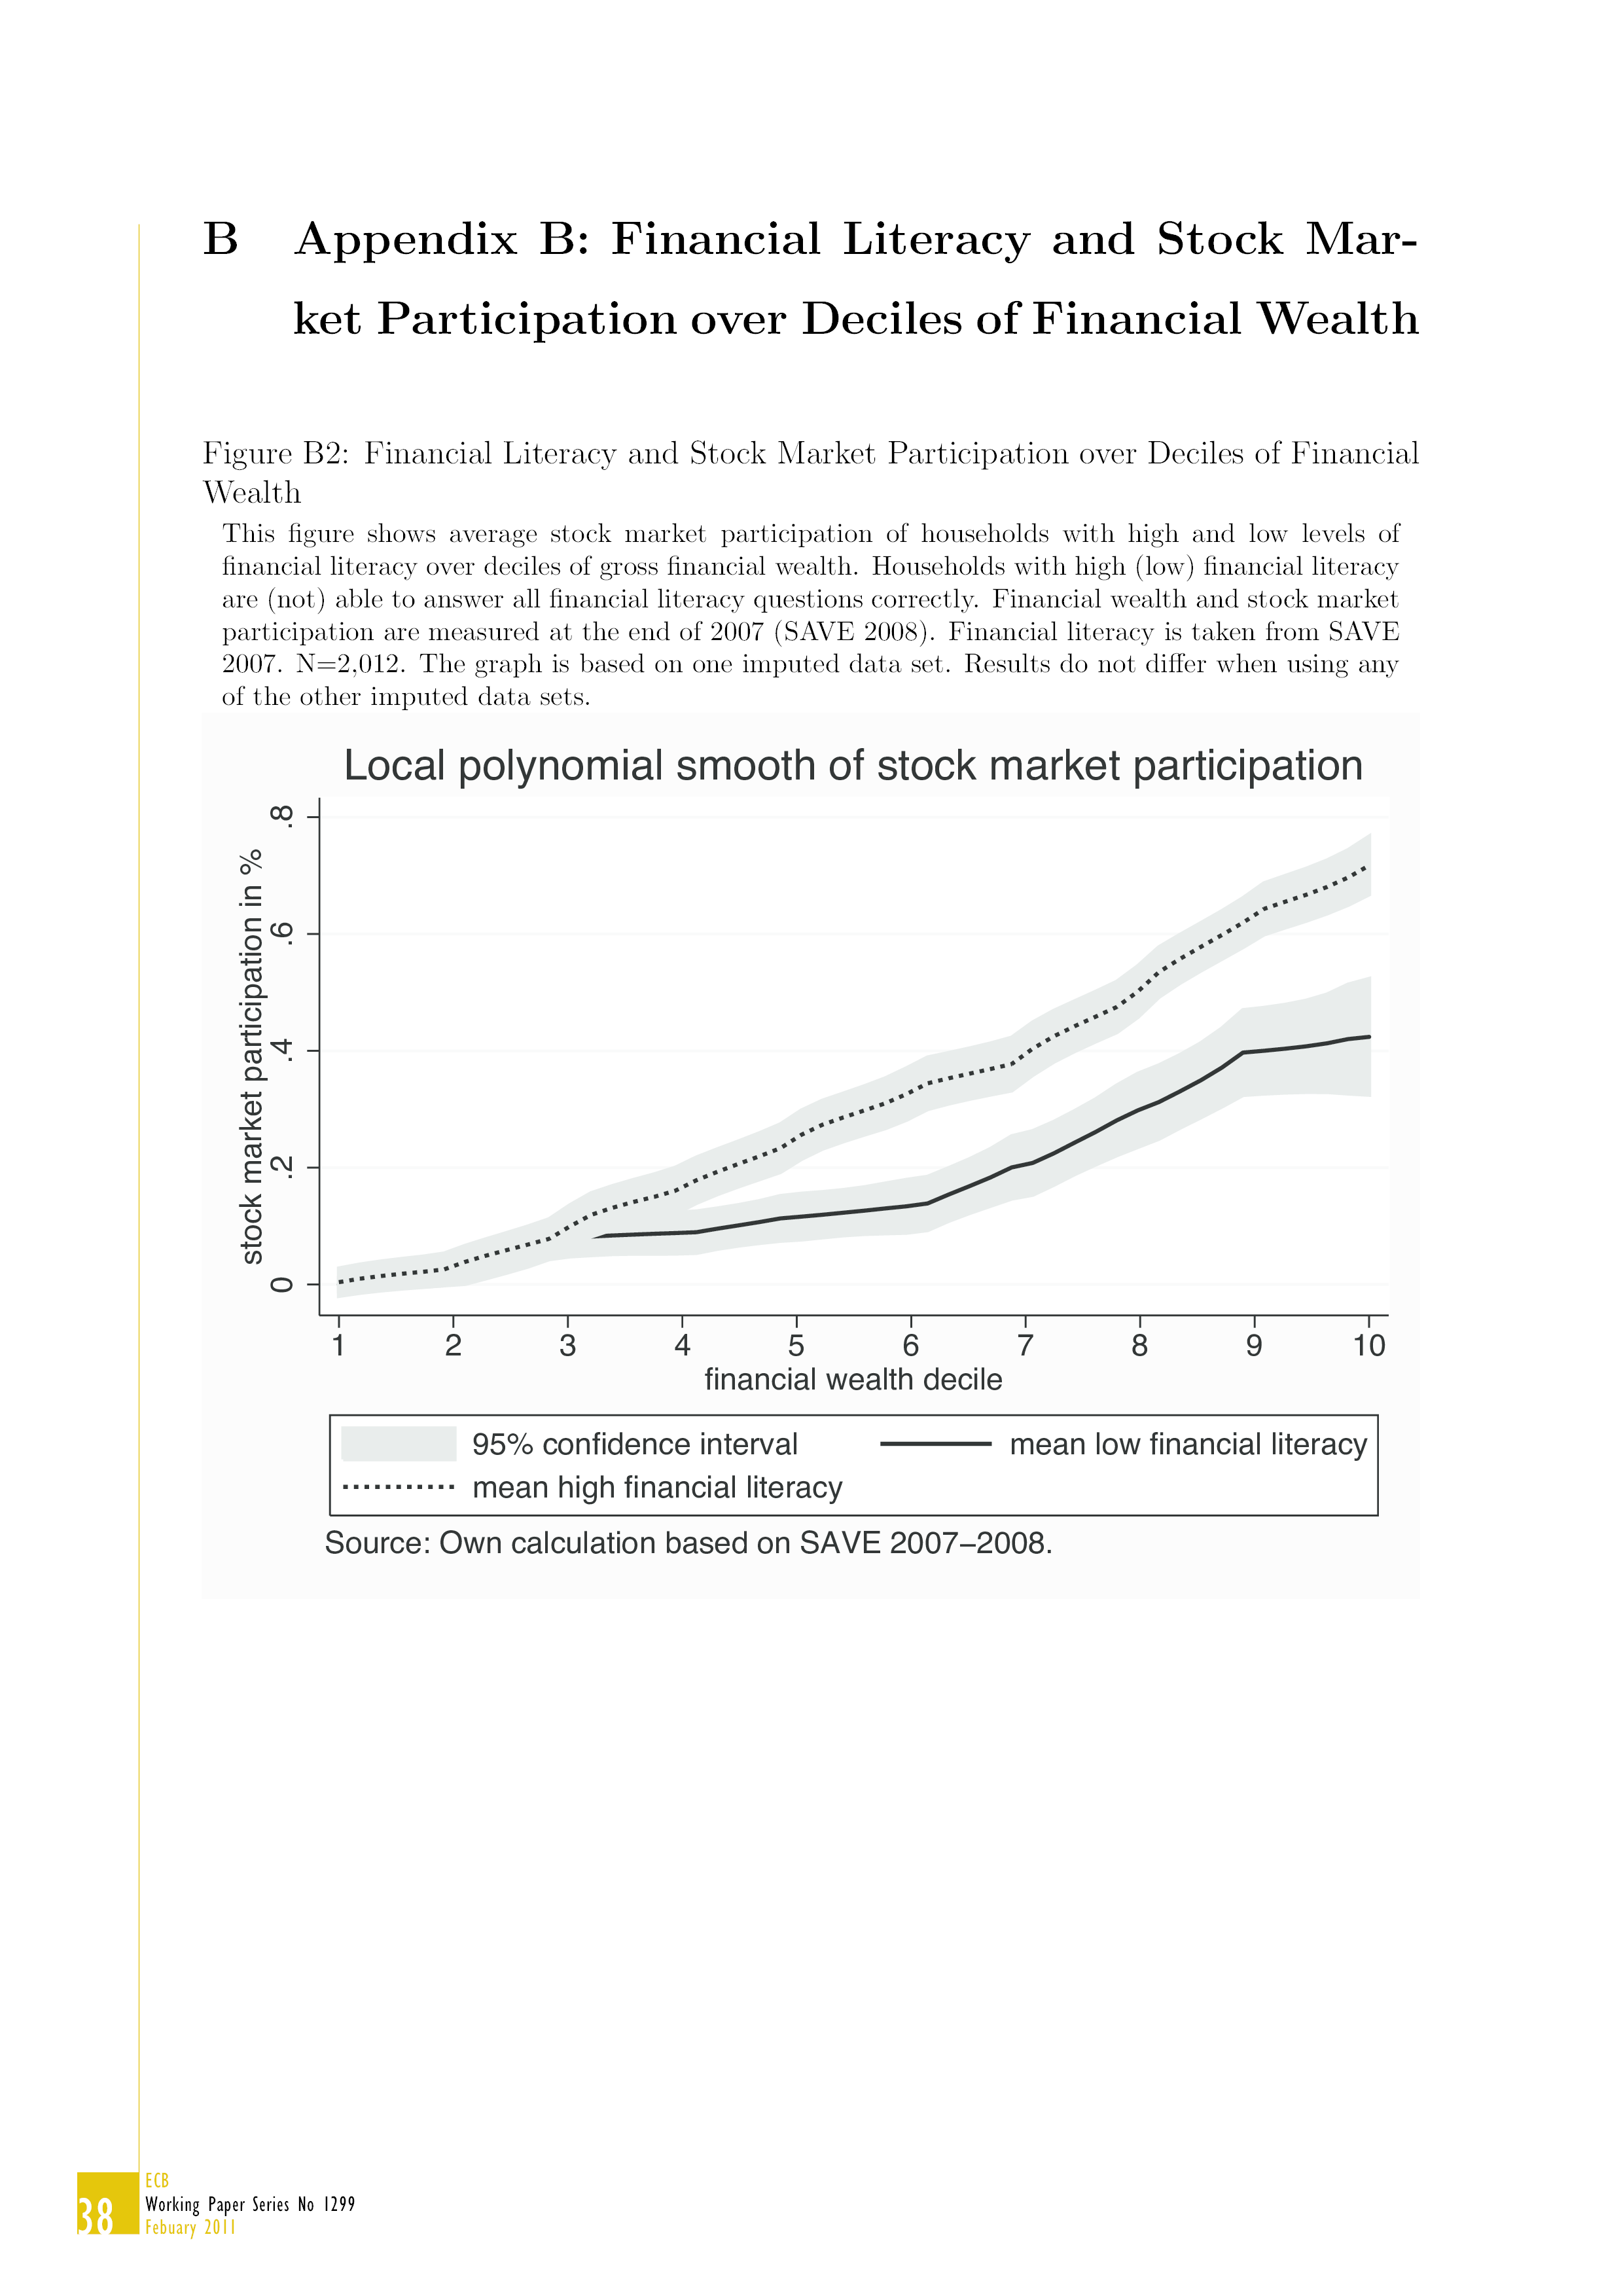 B Appendix B: Financial Literacy and Stock Mar-
ket Participation over Deciles of Financial Wealth
Figure B2: Financial Literacy and Stock Market Participation over Deciles of Financial
Wealth
This figure shows average stock market participation of households with high and low levels of
financial literacy over deciles of gross financial wealth. Households with high (low) financial literacy
are (not) able to answer all financial literacy questions correctly. Financial wealth and stock market
participation are measured at the end of 2007 (SAVE 2008). Financial literacy is taken from SAVE
2007. N=2,012. The graph is based on one imputed data set. Results do not differ when using any
of the other imputed data sets.
Local polynomial smooth of stock market participation
stock market participation in %
.8
.6
.4
.2
0
1 2 3 4 5 6 7 8 9 10
financial wealth decile
95% confidence interval
mean low financial literacy
mean high financial literacy
Source: Own calculation based on SAVE 2007–2008.
38
ECB
Working Paper Series No 1299
Febuary 2011